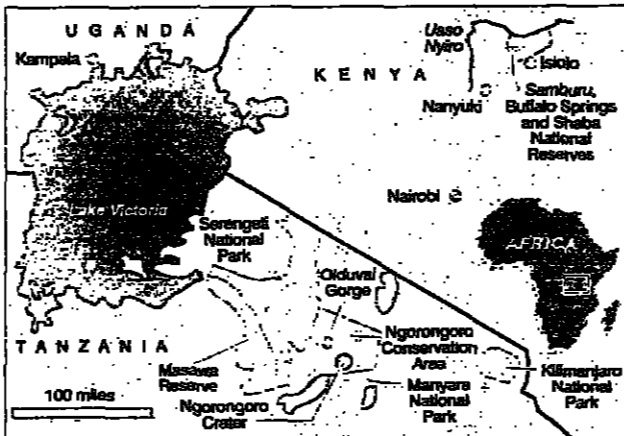 UGANDA
Kampala
KENYA
Usso
Nyiro
Isiolo
Nanyuki
Samburu,
Buffalo Springs
and Shaba
National
Reserves
Nairobi
Lake Victoria
Serengeti
National
Park
AFRICA
Olduvai
Gorge
TANZANIA
Ngorongoro
Conservation
Area
Maswa
Reserve
Kilimanjaro
National
Park
100 miles
Manyara
National
Park
Ngorongoro
Crater